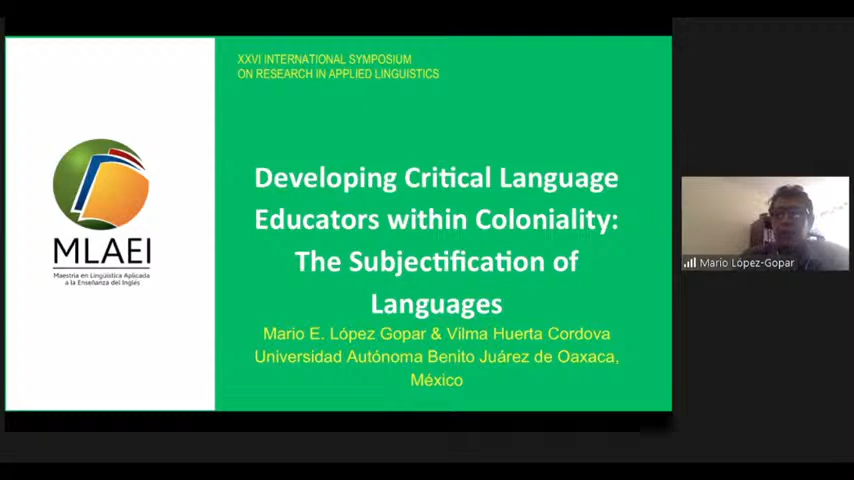 XXVI INTERNATIONAL SYMPOSIUM
ON RESEARCH IN APPLIED LINGUISTICS
Developing Critical Language
Educators within Coloniality:
The Subjectification of
Languages
Mario E. López Gopar & Vilma Huerta Cordova
Universidad Autónoma Benito Juárez de Oaxaca,
México
MLAEI
Maestría en Lingüística Aplicada
a la Enseñanza del Inglés
Mario López-Gopar